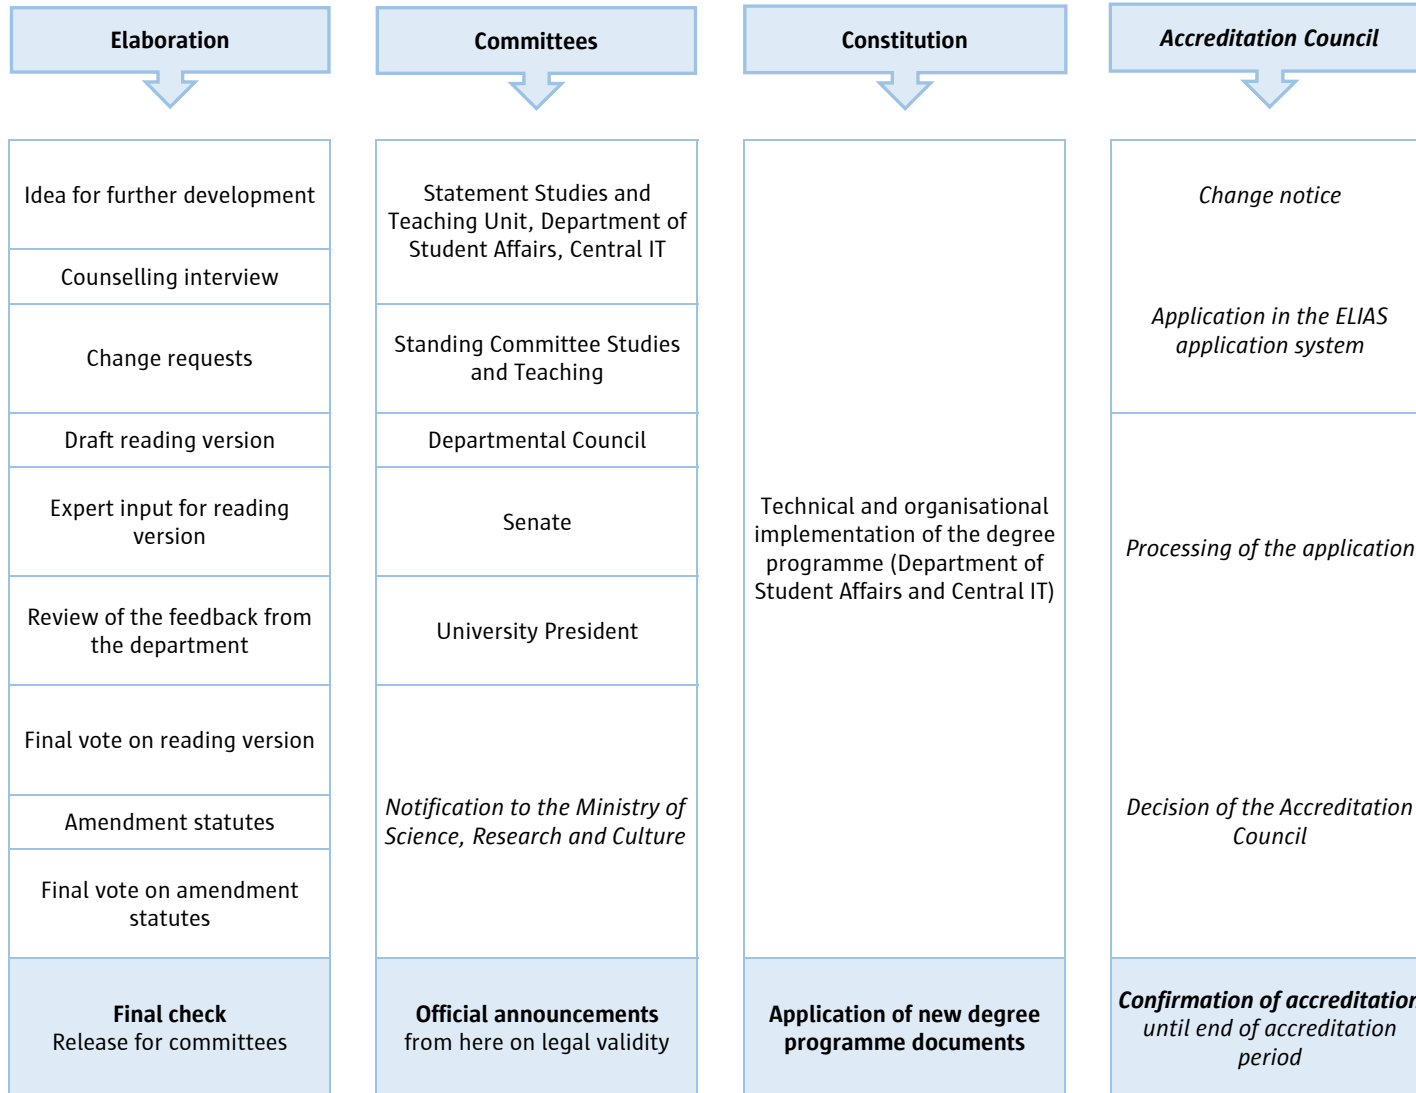 Elaboration
Idea for further development
Counselling interview
Change requests
Draft reading version
Expert input for reading
version
Review of the feedback from
the department
Final vote on reading version
Amendment statutes
Final vote on amendment
statutes
Final check
Release for committees
Committees
Statement Studies and
Teaching Unit, Department of
Student Affairs, Central IT
Standing Committee Studies
and Teaching
Departmental Council
Senate
University President
Notification to the Ministry of
Science, Research and Culture
Official announcements
from here on legal validity
Constitution
Technical and organisational
implementation of the degree
programme (Department of
Student Affairs and Central IT)
Application of new degree
programme documents
Accreditation Council
Change notice
Application in the ELIAS
application system
Processing of the application
Decision of the Accreditation
Council
Confirmation of accreditation
until end of accreditation
period